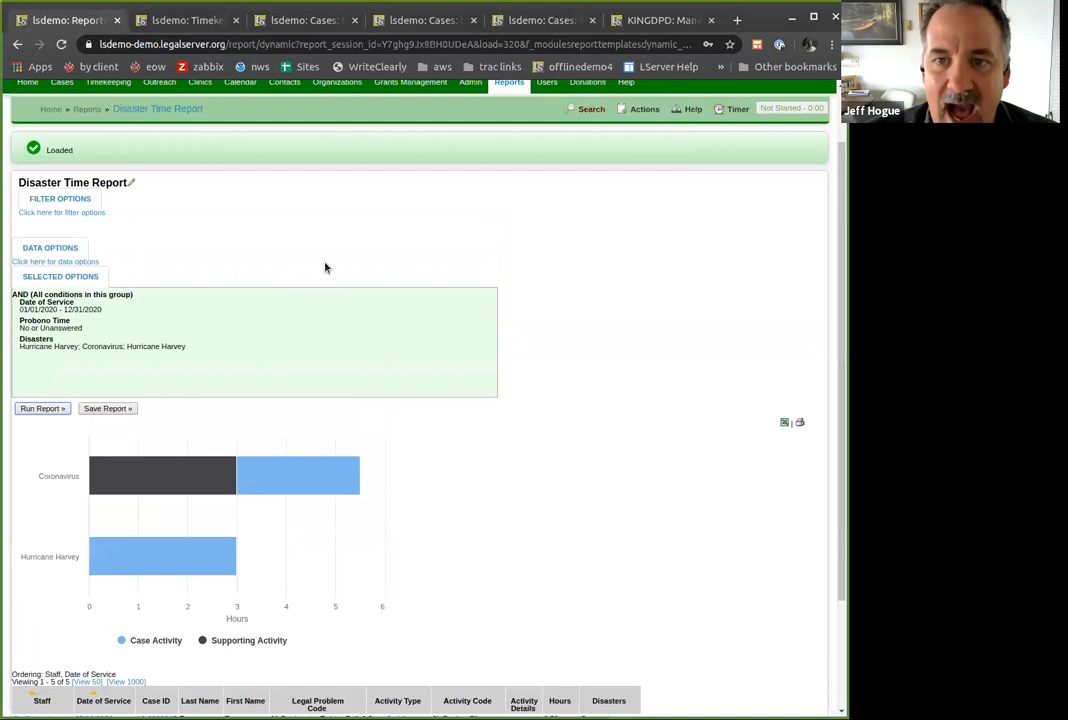 lsdemo: Report
lsdemo: Timeke
lsdemo: Cases:
lsdemo: Cases:
lsdemo: Cases:
KINGDPD: Man
lsdemo-demo.legalserver.org/report/dynamic?report_session_id=Y7ghg9Jx8BH0UDeA&load=320&f_modulesreporttemplatesdynamic_...
Apps by client eow zabbix nws Sites WriteClearly aws trac links offlinedemo4 LServer Help » Other bookmarks
Home Cases Timekeeping Outreach Clinics Calendar Contacts Organizations Grants Management Admin Reports Users Donations Help
Home » Reports » Disaster Time Report Search Actions Help Timer Not Started - 0:00
Jeff Hogue
Loaded
Disaster Time Report
FILTER OPTIONS
Click here for filter options
DATA OPTIONS
Click here for data options
SELECTED OPTIONS
AND (All conditions in this group)
Date of Service
01/01/2020 - 12/31/2020
Probono Time
No or Unanswered
Disasters
Hurricane Harvey; Coronavirus; Hurricane Harvey
Run Report » Save Report »
|
Coronavirus
Hurricane Harvey
0 1 2 3 4 5 6
Hours
Case Activity Supporting Activity
Ordering: Staff, Date of Service
Viewing 1 - 5 of 5 [View 50] [View 1000]
Staff Date of Service Case ID Last Name First Name Legal Problem Code Activity Type Activity Code Activity Details Hours Disasters